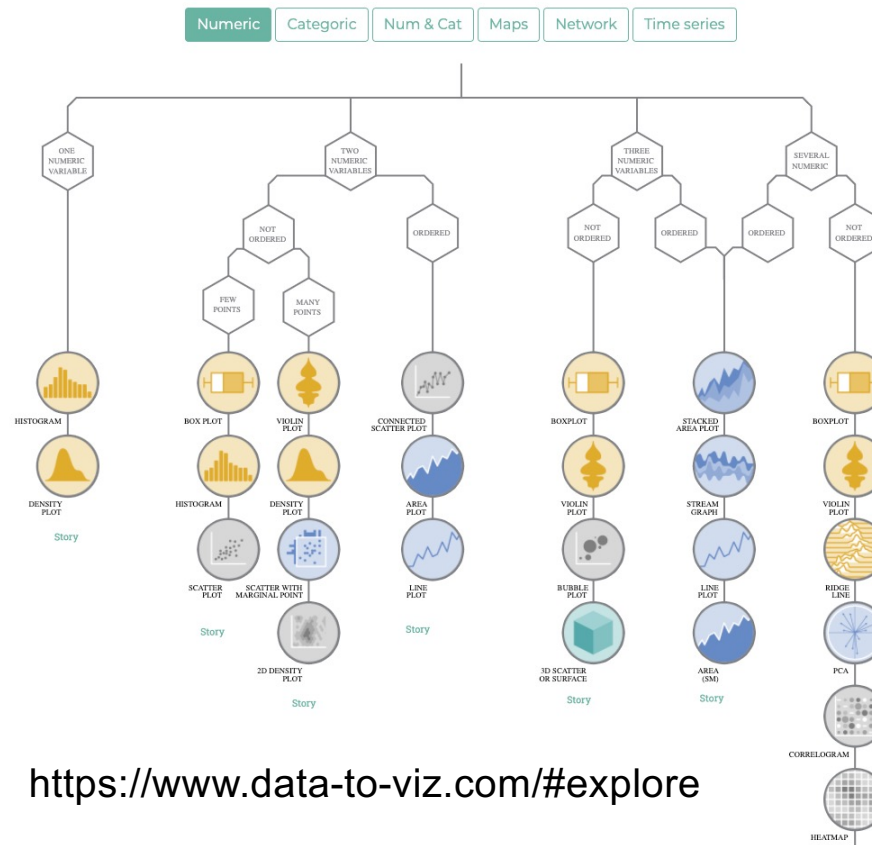 Numeric
Categoric
Num & Cat
Maps
Network
Time series
ONE
NUMERIC
VARIABLE
TWO
NUMERIC
VARIABLES
THREE
NUMERIC
VARIABLES
SEVERAL
NUMERIC
NOT
ORDERED
ORDERED
NOT
ORDERED
ORDERED
ORDERED
NOT
ORDERED
FEW
POINTS
MANY
POINTS
HISTOGRAM
BOX PLOT
VIOLIN
PLOT
CONNECTED
SCATTER PLOT
BOXPLOT
STACKED
AREA PLOT
BOXPLOT
DENSITY
PLOT
HISTOGRAM
DENSITY
PLOT
AREA
PLOT
VIOLIN
PLOT
STREAM
GRAPH
VIOLIN
PLOT
Story
SCATTER
PLOT
SCATTER WITH
MARGINAL POINT
LINE
PLOT
BUBBLE
PLOT
LINE
PLOT
RIDGE
LINE
Story
Story
2D DENSITY
PLOT
3D SCATTER
OR SURFACE
AREA
(SM)
PCA
Story
Story
Story
CORRELOGRAM
HEATMAP
https://www.data-to-viz.com/#explore